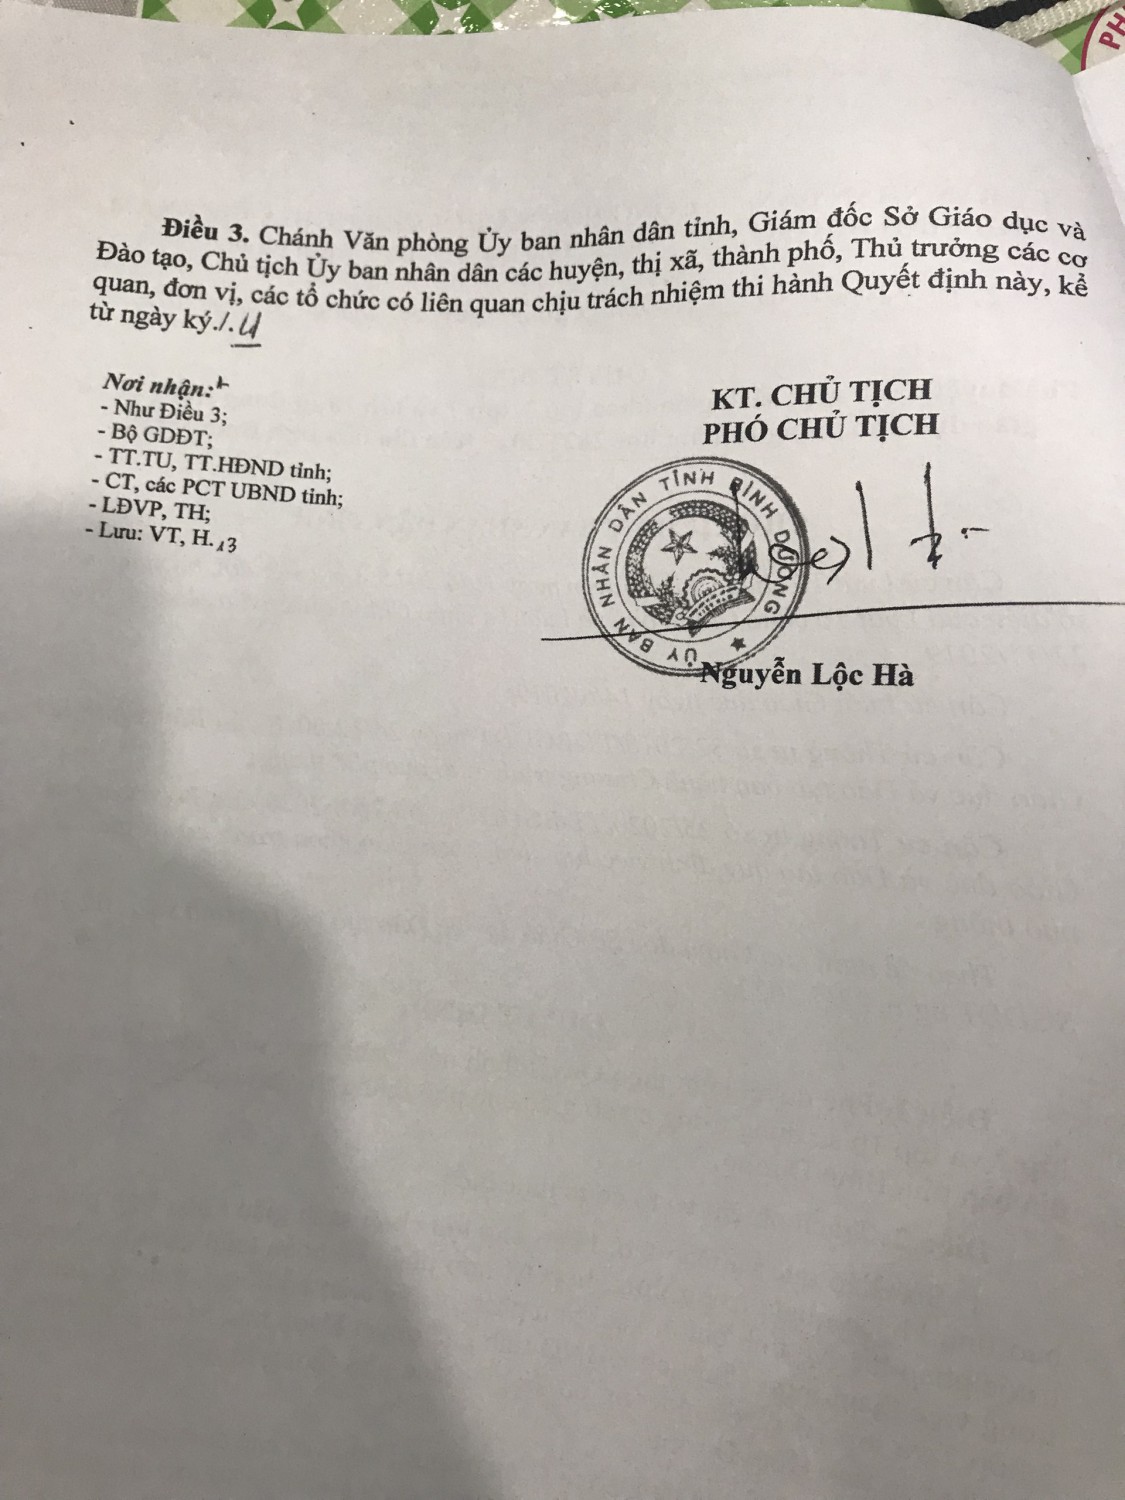 Điều 3. Chánh Văn phòng Ủy ban nhân dân tỉnh, Giám đốc Sở Giáo dục và
Đào tạo, Chủ tịch Ủy ban nhân dân các huyện, thị xã, thành phố, Thủ trưởng các cơ
quan, đơn vị, các tổ chức có liên quan chịu trách nhiệm thi hành Quyết định này, kể
từ ngày ký./.
Nơi nhận:
- Như Điều 3;
- Bộ GDĐT;
- TT.TU, TT.HĐND tỉnh;
- CT, các PCT UBND tỉnh;
- LĐVP, TH;
- Lưu: VT, H. 13
KT. CHỦ TỊCH
PHÓ CHỦ TỊCH
ỦY BAN NHÂN DÂN TỈNH BÌNH DƯƠNG
Nguyễn Lộc Hà
PH